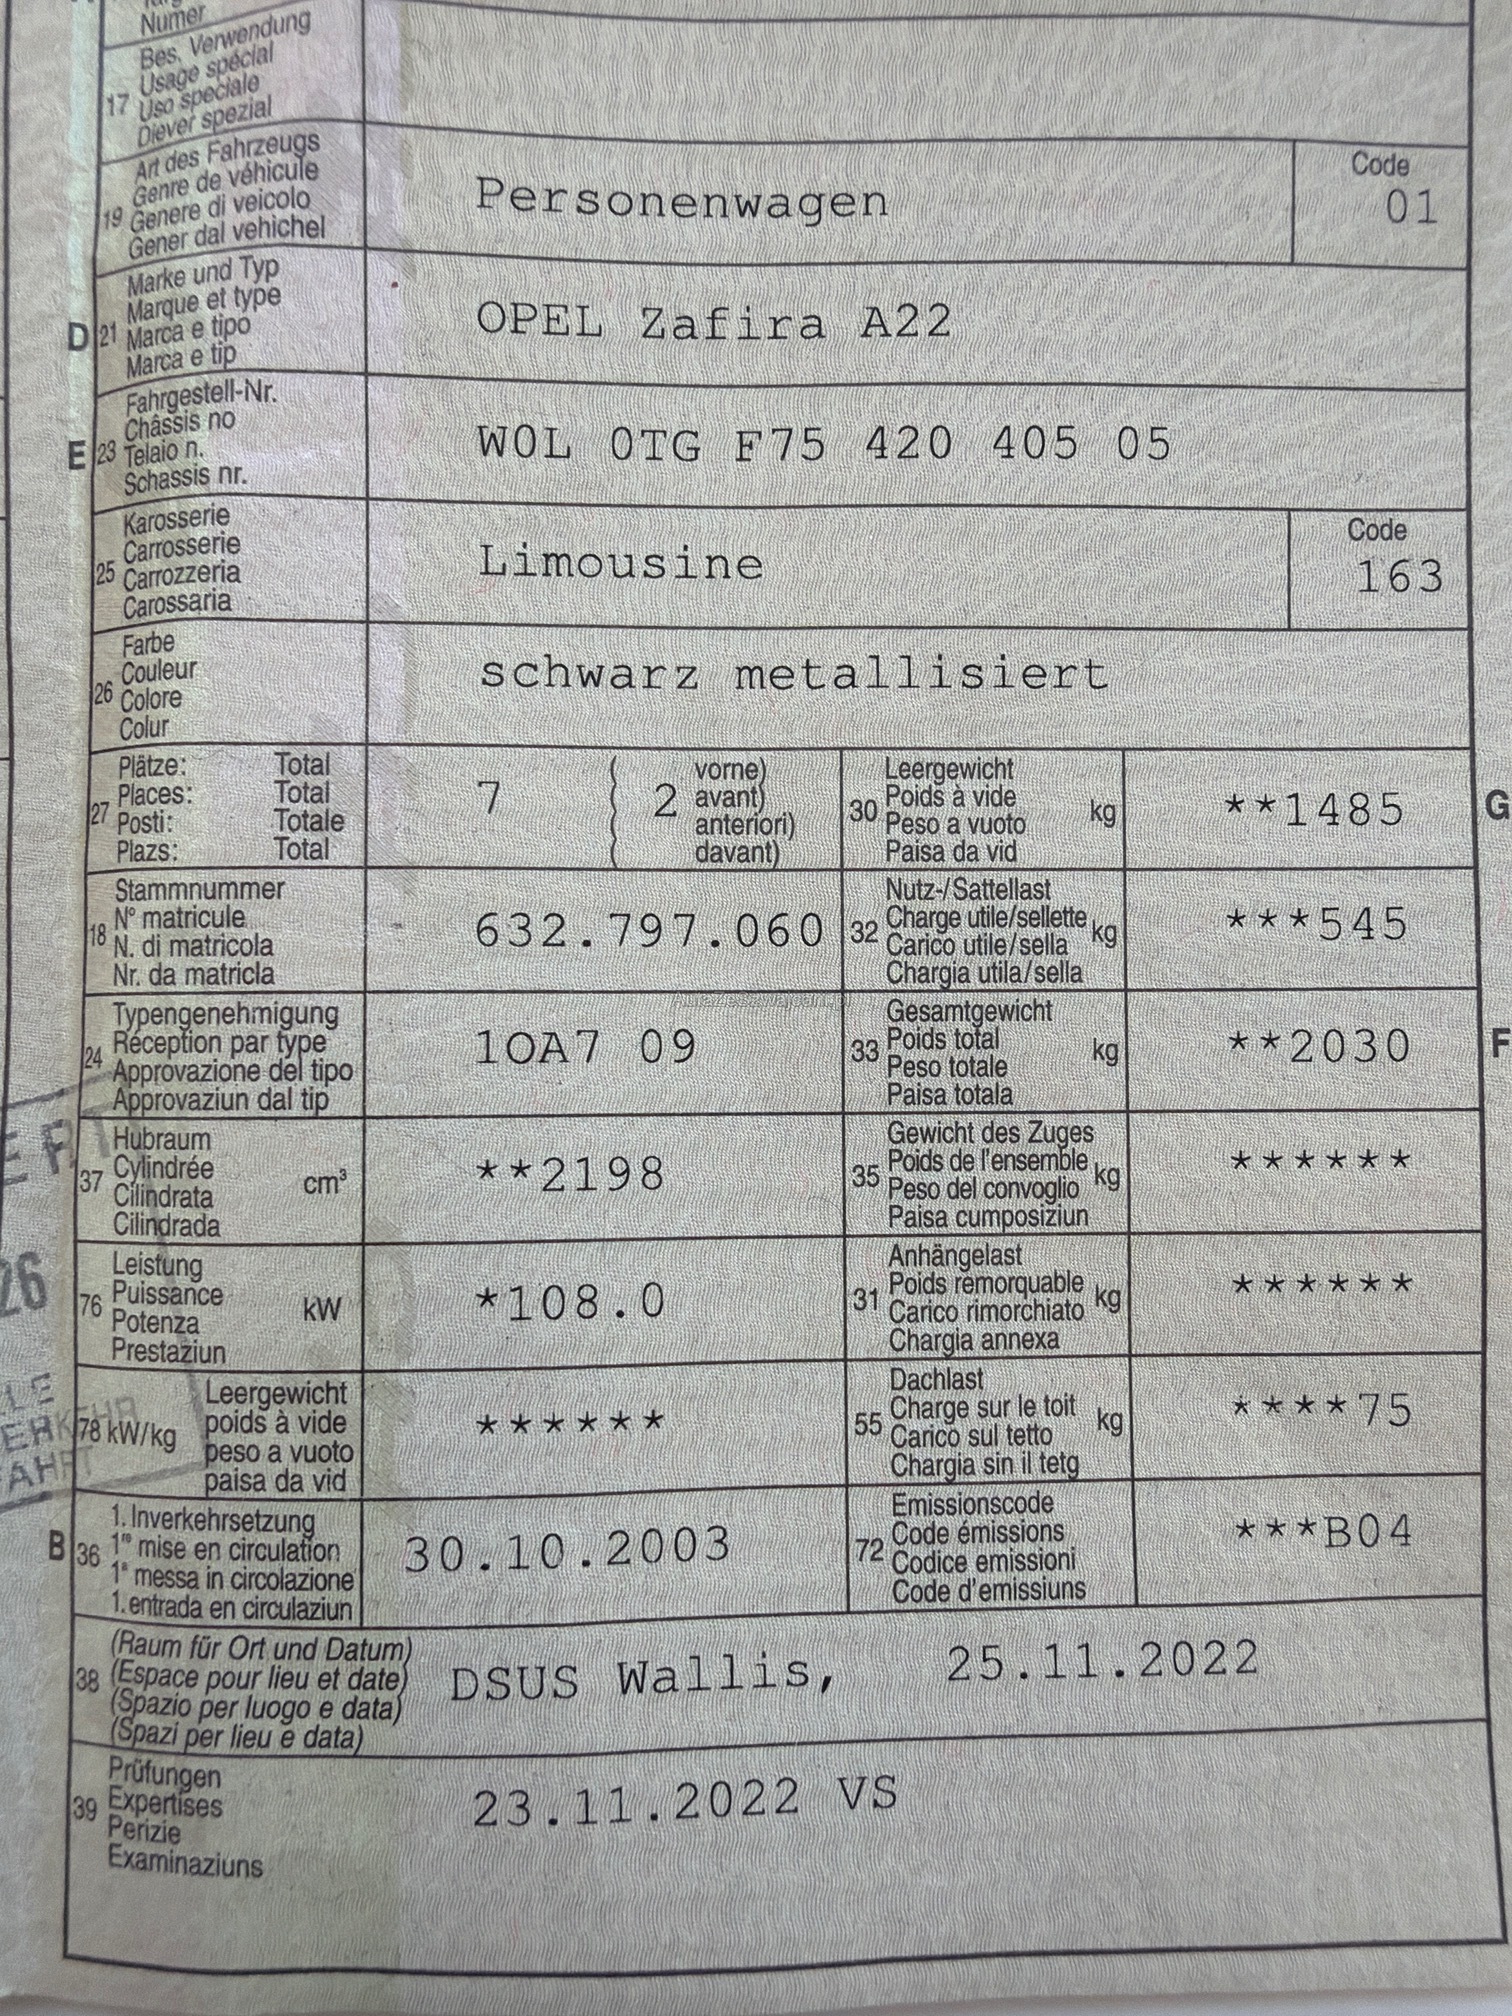 Numer
17 Bes. Verwendung
Usage spécial
Uso speciale
Diever spezial
19 Art des Fahrzeugs
Genre de véhicule
Genere di veicolo
Gener dal vehichel
Personenwagen
Code
01
D 21 Marke und Typ
Marque et type
Marca e tipo
Marca e tip
OPEL Zafira A22
E 23 Fahrgestell-Nr.
Châssis no
Telaio n.
Schassis nr.
WOL 0TG F75 420 405 05
25 Karosserie
Carrosserie
Carrozzeria
Carossaria
Limousine
Code
163
26 Farbe
Couleur
Colore
Colur
schwarz metallisiert
27 Plätze: Total
Places: Total
Posti: Totale
Plazs: Total
7 2
vorne)
avant)
anteriori)
davant)
30 Leergewicht
Poids à vide
Peso a vuoto
Paisa da vid
kg
**1485
G
18 Stammnummer
N° matricule
N. di matricola
Nr. da matricla
632.797.060
32 Nutz-/Sattellast
Charge utile/sellette
Carico utile/sella
Chargia utila/sella
kg
***545
24 Typengenehmigung
Réception par type
Approvazione del tipo
Approvaziun dal tip
1OA7 09
33 Gesamtgewicht
Poids total
Peso totale
Paisa totala
kg
**2030
F
37 Hubraum
Cylindrée
Cilindrata
Cilindrada
cm³
**2198
35 Gewicht des Zuges
Poids de l'ensemble
Peso del convoglio
Paisa cumposiziun
kg
******
76 Leistung
Puissance
Potenza
Prestaziun
kW
*108.0
31 Anhängelast
Poids remorquable
Carico rimorchiato
Chargia annexa
kg
******
78 kW/kg
Leergewicht
poids à vide
peso a vuoto
paisa da vid
******
55 Dachlast
Charge sur le toit
Carico sul tetto
Chargia sin il tetg
kg
****75
B 36 1. Inverkehrsetzung
1re mise en circulation
1a messa in circolazione
1. entrada en circulaziun
30.10.2003
72 Emissionscode
Code émissions
Codice emissioni
Code d'emissiuns
***B04
38 (Raum für Ort und Datum)
(Espace pour lieu et date)
(Spazio per luogo e data)
(Spazi per lieu e data)
DSUS Wallis, 25.11.2022
39 Prüfungen
Expertises
Perizie
Examinaziuns
23.11.2022 VS
26